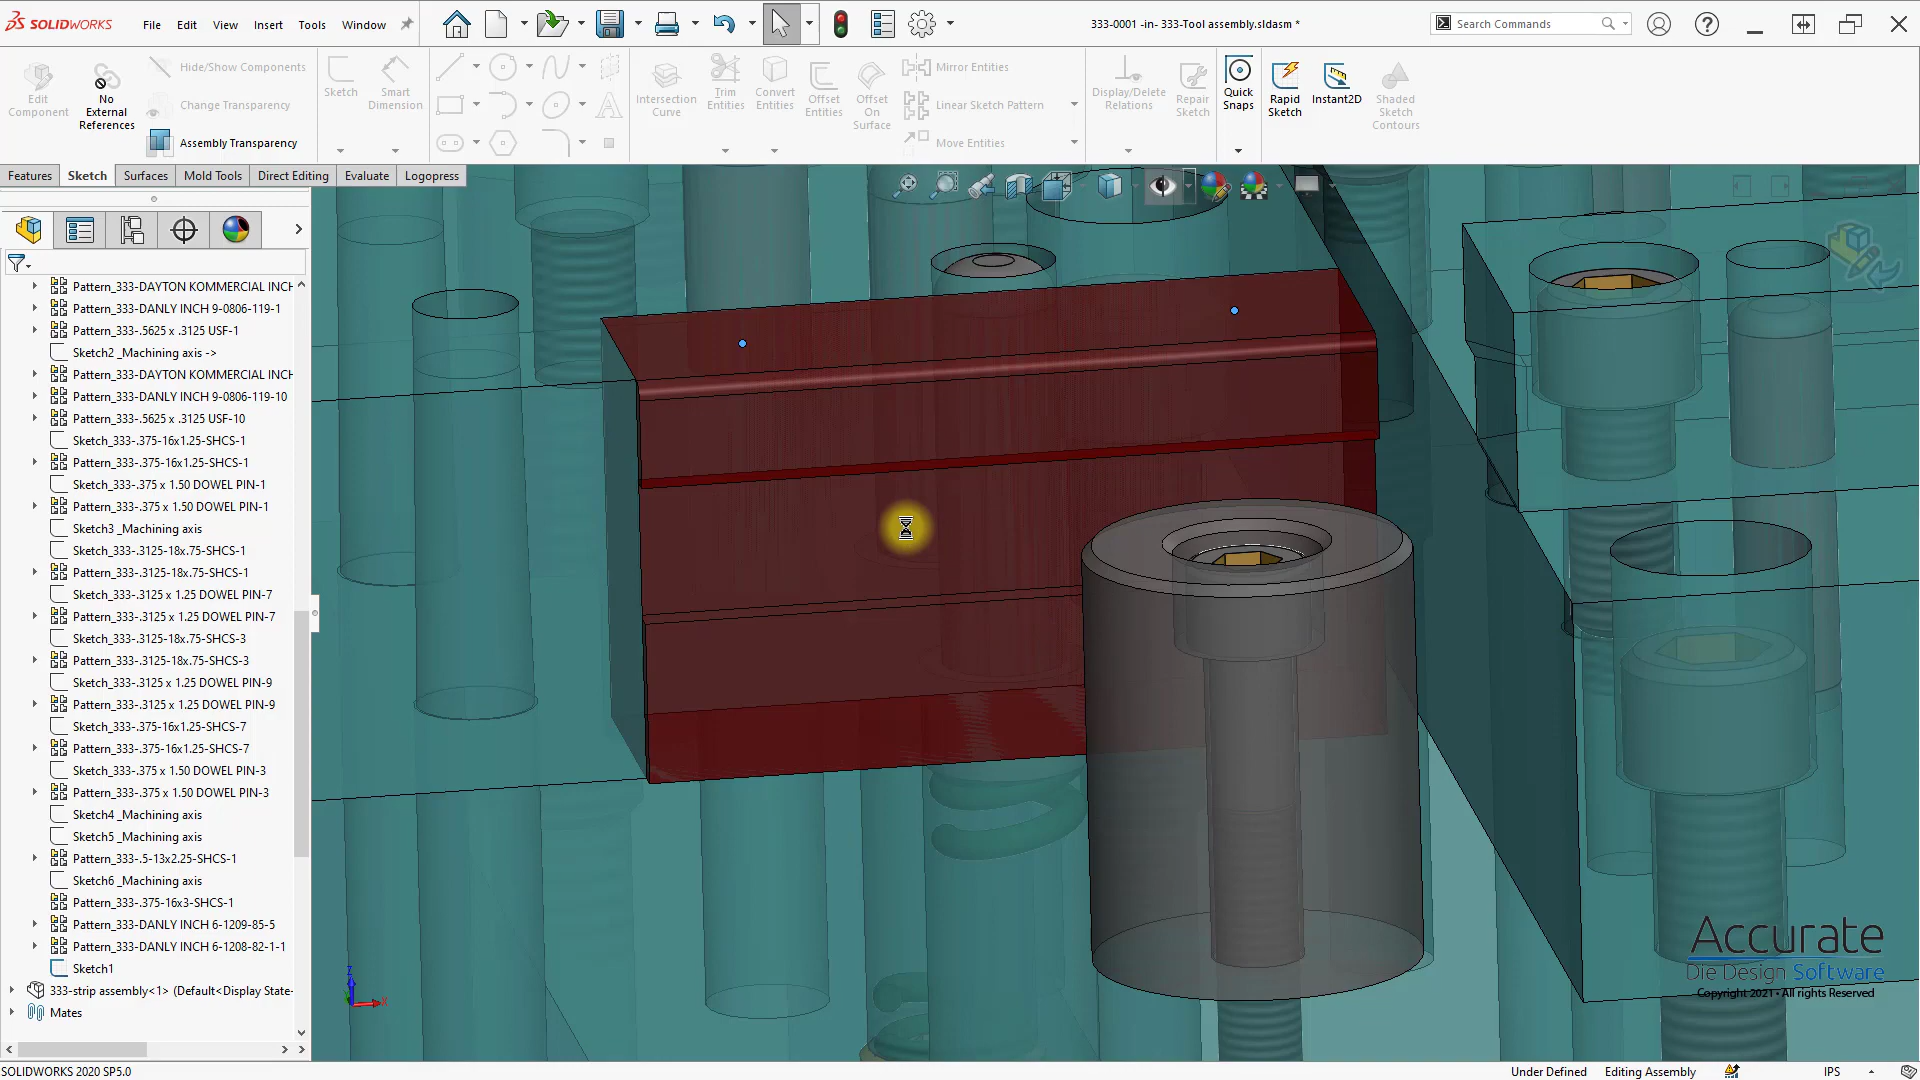 SOLIDWORKS
File Edit View Insert Tools Window
333-0001 -in- 333-Tool assembly.sldasm *
Search Commands
Edit Component
No External References
Hide/Show Components
Change Transparency
Assembly Transparency
Sketch
Smart Dimension
Intersection Curve
Trim Entities
Convert Entities
Offset Entities
Offset On Surface
Mirror Entities
Linear Sketch Pattern
Move Entities
Display/Delete Relations
Repair Sketch
Quick Snaps
Rapid Sketch
Instant2D
Shaded Sketch Contours
Features Sketch Surfaces Mold Tools Direct Editing Evaluate Logopress
Pattern_333-DAYTON KOMMERCIAL INCH
Pattern_333-DANLY INCH 9-0806-119-1
Pattern_333-.5625 x .3125 USF-1
Sketch2 _Machining axis ->
Pattern_333-DAYTON KOMMERCIAL INCH
Pattern_333-DANLY INCH 9-0806-119-10
Pattern_333-.5625 x .3125 USF-10
Sketch_333-.375-16x1.25-SHCS-1
Pattern_333-.375-16x1.25-SHCS-1
Sketch_333-.375 x 1.50 DOWEL PIN-1
Pattern_333-.375 x 1.50 DOWEL PIN-1
Sketch3 _Machining axis
Sketch_333-.3125-18x.75-SHCS-1
Pattern_333-.3125-18x.75-SHCS-1
Sketch_333-.3125 x 1.25 DOWEL PIN-7
Pattern_333-.3125 x 1.25 DOWEL PIN-7
Sketch_333-.3125-18x.75-SHCS-3
Pattern_333-.3125-18x.75-SHCS-3
Sketch_333-.3125 x 1.25 DOWEL PIN-9
Pattern_333-.3125 x 1.25 DOWEL PIN-9
Sketch_333-.375-16x1.25-SHCS-7
Pattern_333-.375-16x1.25-SHCS-7
Sketch_333-.375 x 1.50 DOWEL PIN-3
Pattern_333-.375 x 1.50 DOWEL PIN-3
Sketch4 _Machining axis
Sketch5 _Machining axis
Pattern_333-.5-13x2.25-SHCS-1
Sketch6 _Machining axis
Pattern_333-.375-16x3-SHCS-1
Pattern_333-DANLY INCH 6-1209-85-5
Pattern_333-DANLY INCH 6-1208-82-1-1
Sketch1
333-strip assembly<1> (Default<Display State-
Mates
Z
X
Accurate
Die Design Software
Copyright 2021 • All rights Reserved
SOLIDWORKS 2020 SP5.0
Under Defined Editing Assembly IPS